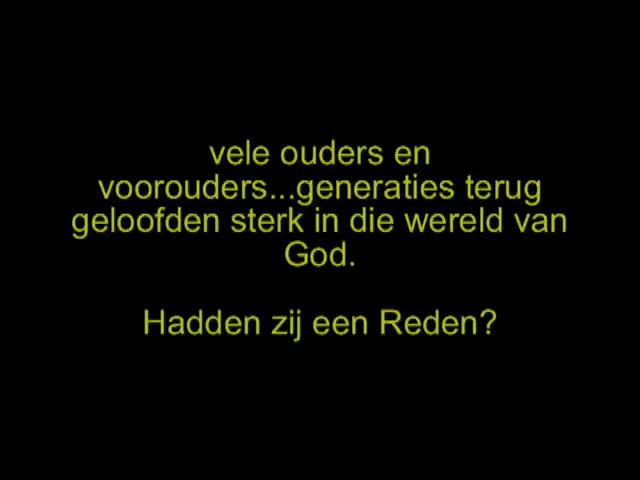 vele ouders en
voorouders...generaties terug
geloofden sterk in die wereld van
God.
Hadden zij een Reden?